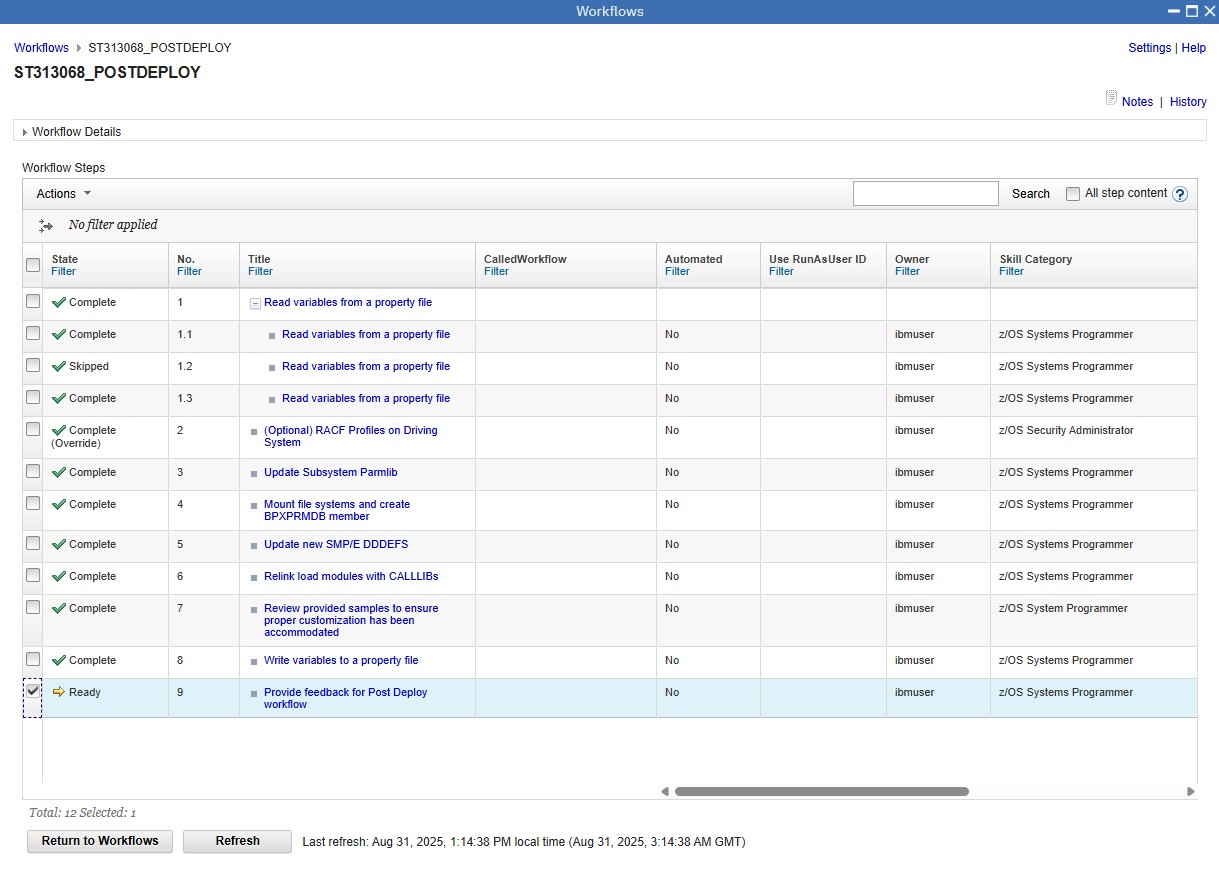 Workflows
Workflows ST313068_POSTDEPLOY
Settings | Help
ST313068_POSTDEPLOY
Notes | History
Workflow Details
Workflow Steps
Actions
Search All step content ?
No filter applied
State No. Title CalledWorkflow Automated Use RunAsUser ID Owner Skill Category
Filter Filter Filter Filter Filter Filter Filter Filter
Complete 1 Read variables from a property file
Complete 1.1 Read variables from a property file No ibmuser z/OS Systems Programmer
Skipped 1.2 Read variables from a property file No ibmuser z/OS Systems Programmer
Complete 1.3 Read variables from a property file No ibmuser z/OS Systems Programmer
Complete 2 (Optional) RACF Profiles on Driving No ibmuser z/OS Security Administrator
(Override) System
Complete 3 Update Subsystem Parmlib No ibmuser z/OS Systems Programmer
Complete 4 Mount file systems and create No ibmuser z/OS Systems Programmer
BPXPRMDB member
Complete 5 Update new SMP/E DDDEFS No ibmuser z/OS Systems Programmer
Complete 6 Relink load modules with CALLLIBs No ibmuser z/OS Systems Programmer
Complete 7 Review provided samples to ensure No ibmuser z/OS System Programmer
proper customization has been
accommodated
Complete 8 Write variables to a property file No ibmuser z/OS Systems Programmer
Ready 9 Provide feedback for Post Deploy No ibmuser z/OS Systems Programmer
workflow
Total: 12 Selected: 1
Return to Workflows Refresh Last refresh: Aug 31, 2025, 1:14:38 PM local time (Aug 31, 2025, 3:14:38 AM GMT)